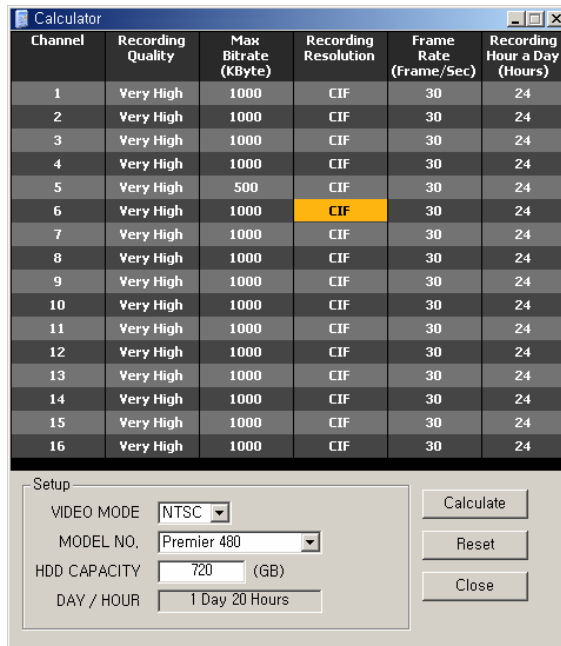 Calculator
Channel Recording Quality Max Bitrate (KByte) Recording Resolution Frame Rate (Frame/Sec) Recording Hour a Day (Hours)
1 Very High 1000 CIF 30 24
2 Very High 1000 CIF 30 24
3 Very High 1000 CIF 30 24
4 Very High 1000 CIF 30 24
5 Very High 500 CIF 30 24
6 Very High 1000 CIF 30 24
7 Very High 1000 CIF 30 24
8 Very High 1000 CIF 30 24
9 Very High 1000 CIF 30 24
10 Very High 1000 CIF 30 24
11 Very High 1000 CIF 30 24
12 Very High 1000 CIF 30 24
13 Very High 1000 CIF 30 24
14 Very High 1000 CIF 30 24
15 Very High 1000 CIF 30 24
16 Very High 1000 CIF 30 24
Setup
VIDEO MODE NTSC
MODEL NO. Premier 480
HDD CAPACITY 720 (GB)
DAY / HOUR 1 Day 20 Hours
Calculate
Reset
Close